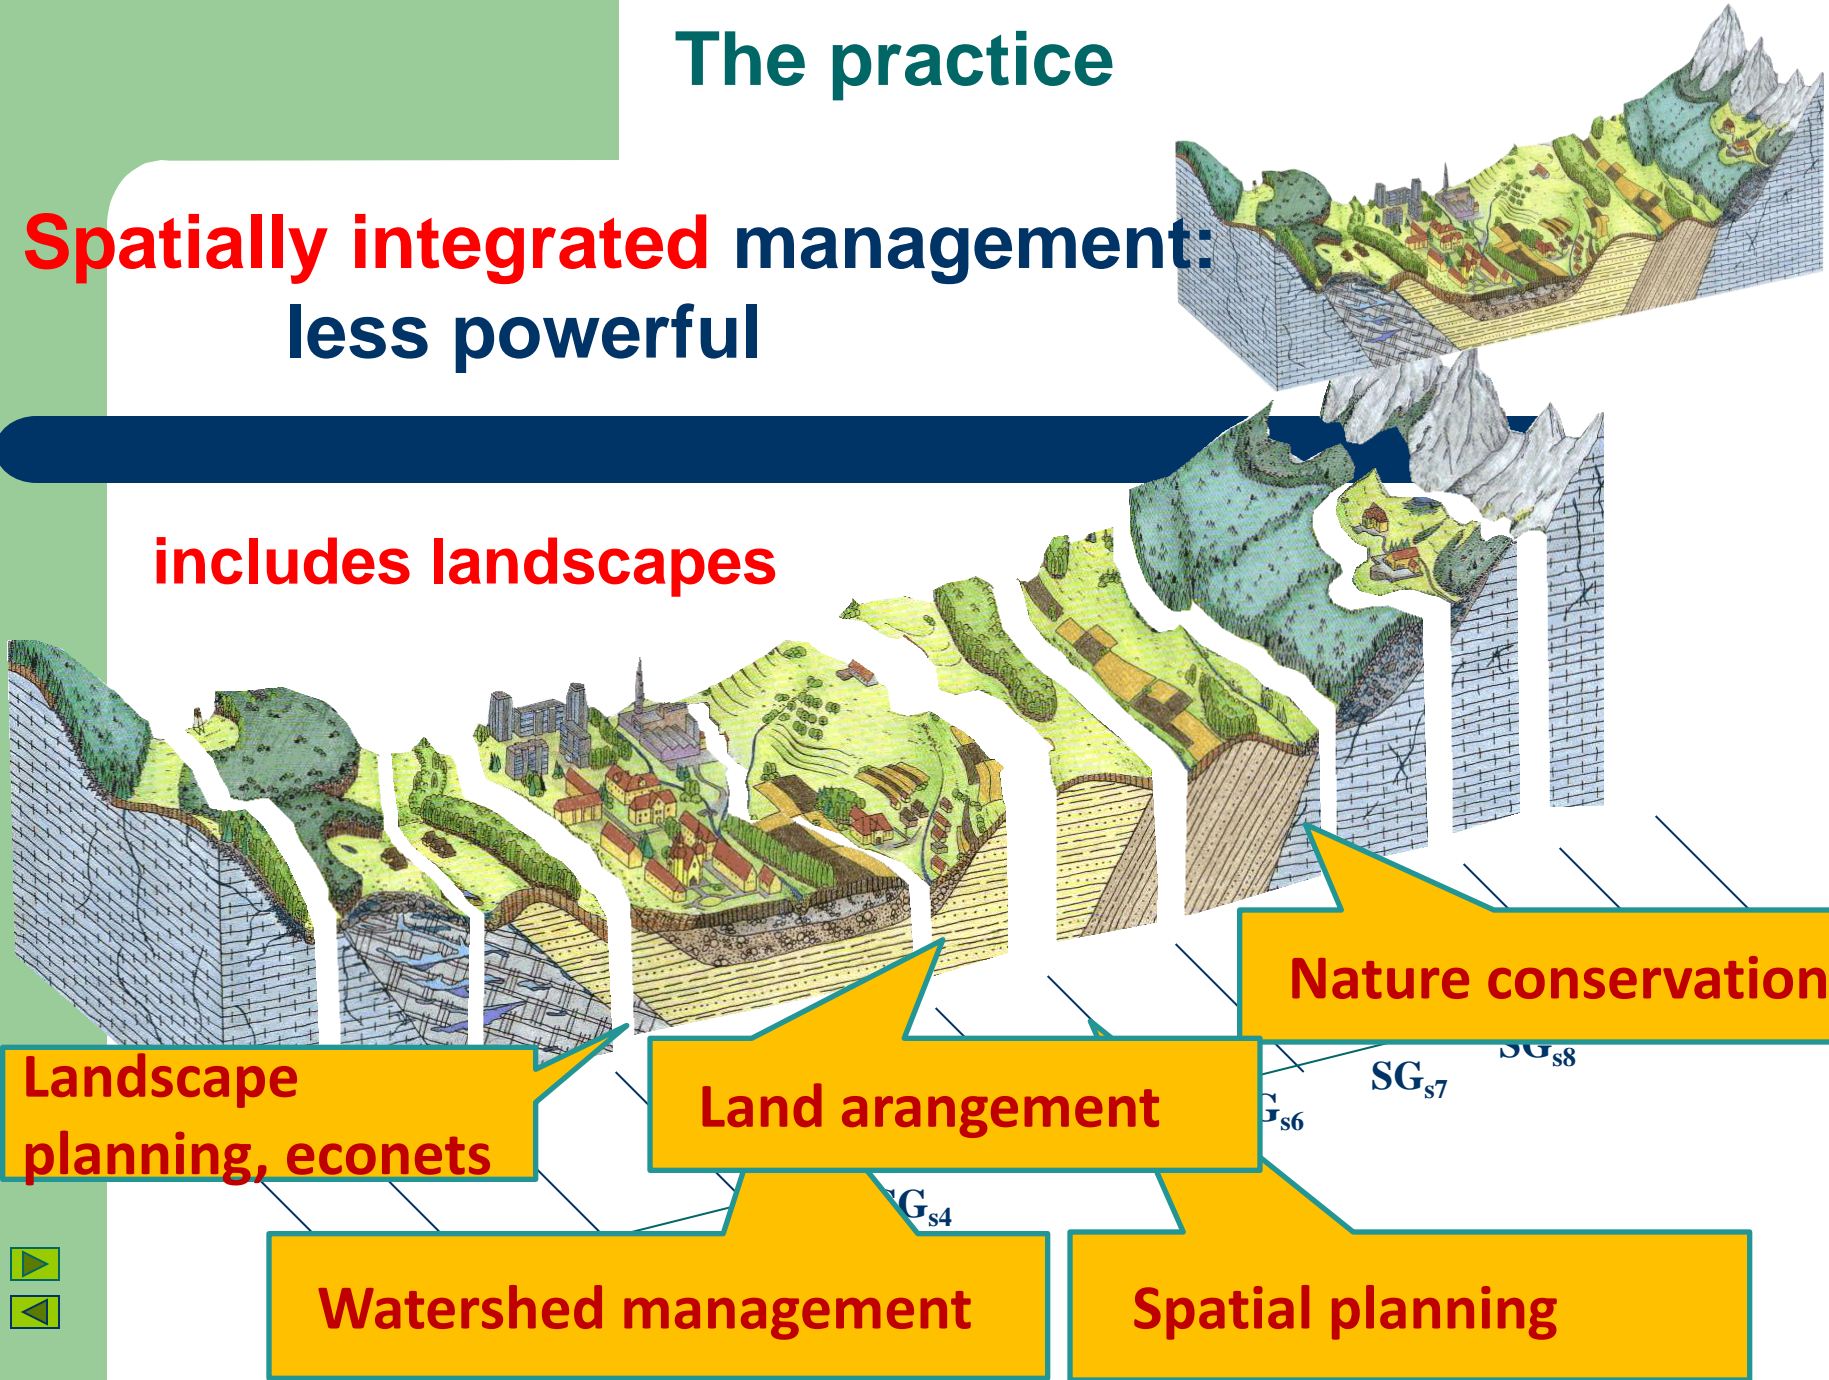 The practice
Spatially integrated management:
less powerful
includes landscapes
Nature conservation
Landscape
planning, econets
Land arangement
SGs8
SGs7
Gs6
Gs4
Watershed management
Spatial planning